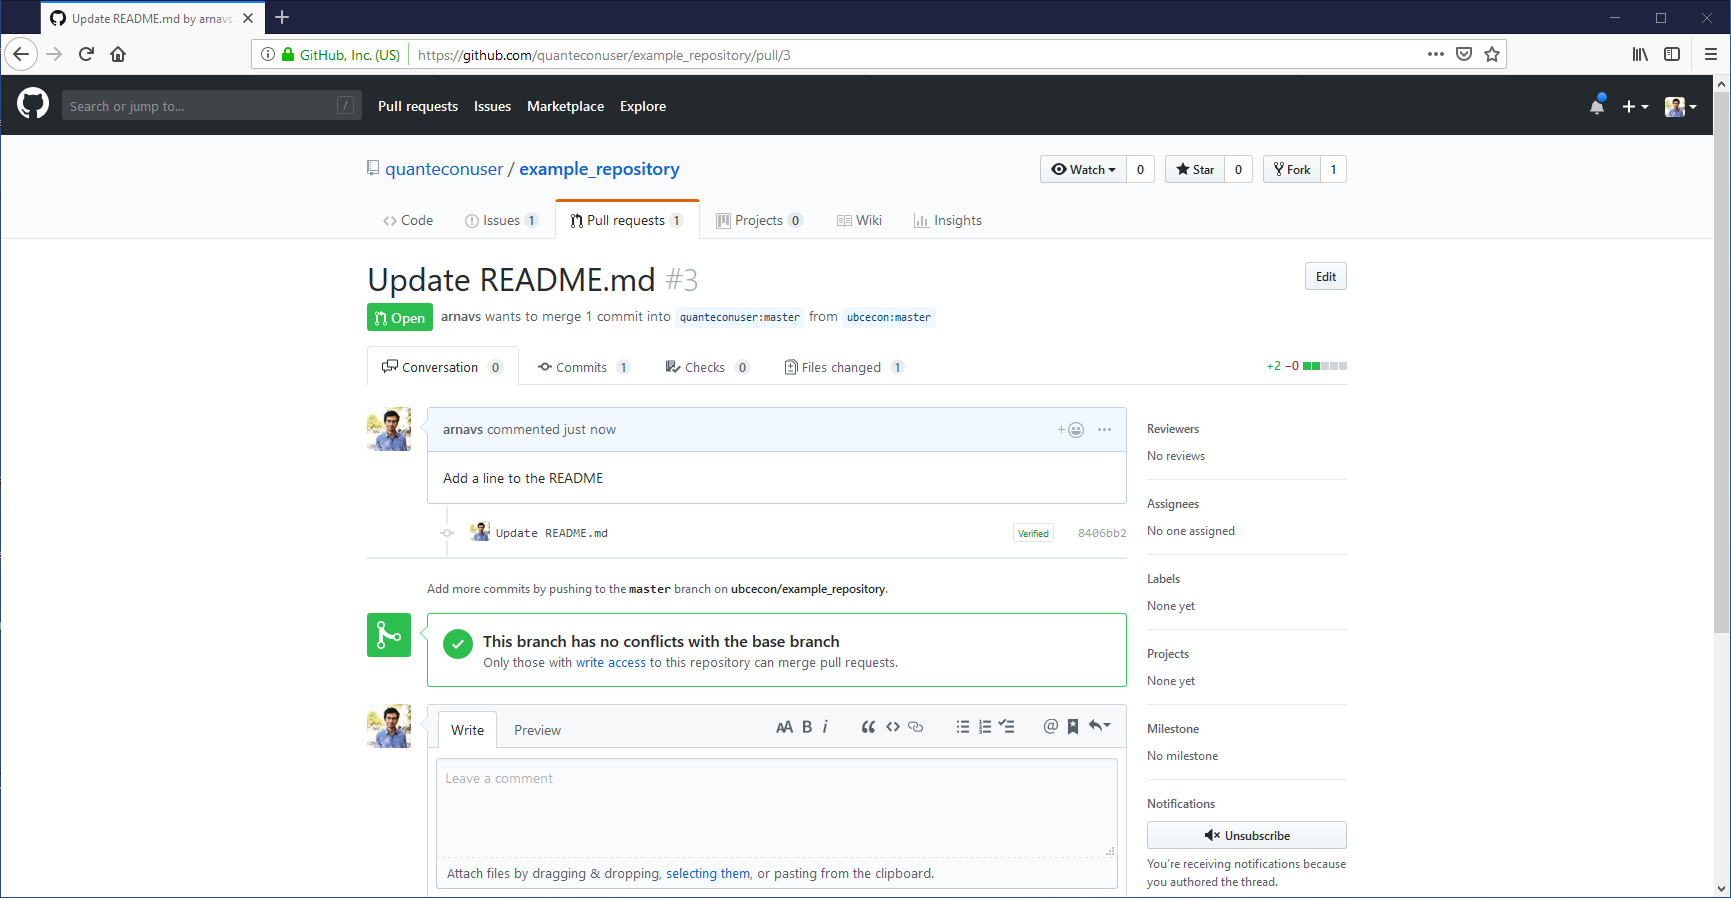 Update README.md by arnavs
GitHub, Inc. (US) https://github.com/quanteconuser/example_repository/pull/3
Search or jump to... / Pull requests Issues Marketplace Explore
quanteconuser / example_repository Watch 0 Star 0 Fork 1
Code Issues 1 Pull requests 1 Projects 0 Wiki Insights
Update README.md #3 Edit
Open arnavs wants to merge 1 commit into quanteconuser:master from ubcecon:master
Conversation 0 Commits 1 Checks 0 Files changed 1 +2 −0
arnavs commented just now
Add a line to the README
Update README.md Verified 8406bb2
Add more commits by pushing to the master branch on ubcecon/example_repository.
This branch has no conflicts with the base branch
Only those with write access to this repository can merge pull requests.
Write Preview AA B i
Leave a comment
Attach files by dragging & dropping, selecting them, or pasting from the clipboard.
Reviewers
No reviews
Assignees
No one assigned
Labels
None yet
Projects
None yet
Milestone
No milestone
Notifications
Unsubscribe
You're receiving notifications because
you authored the thread.